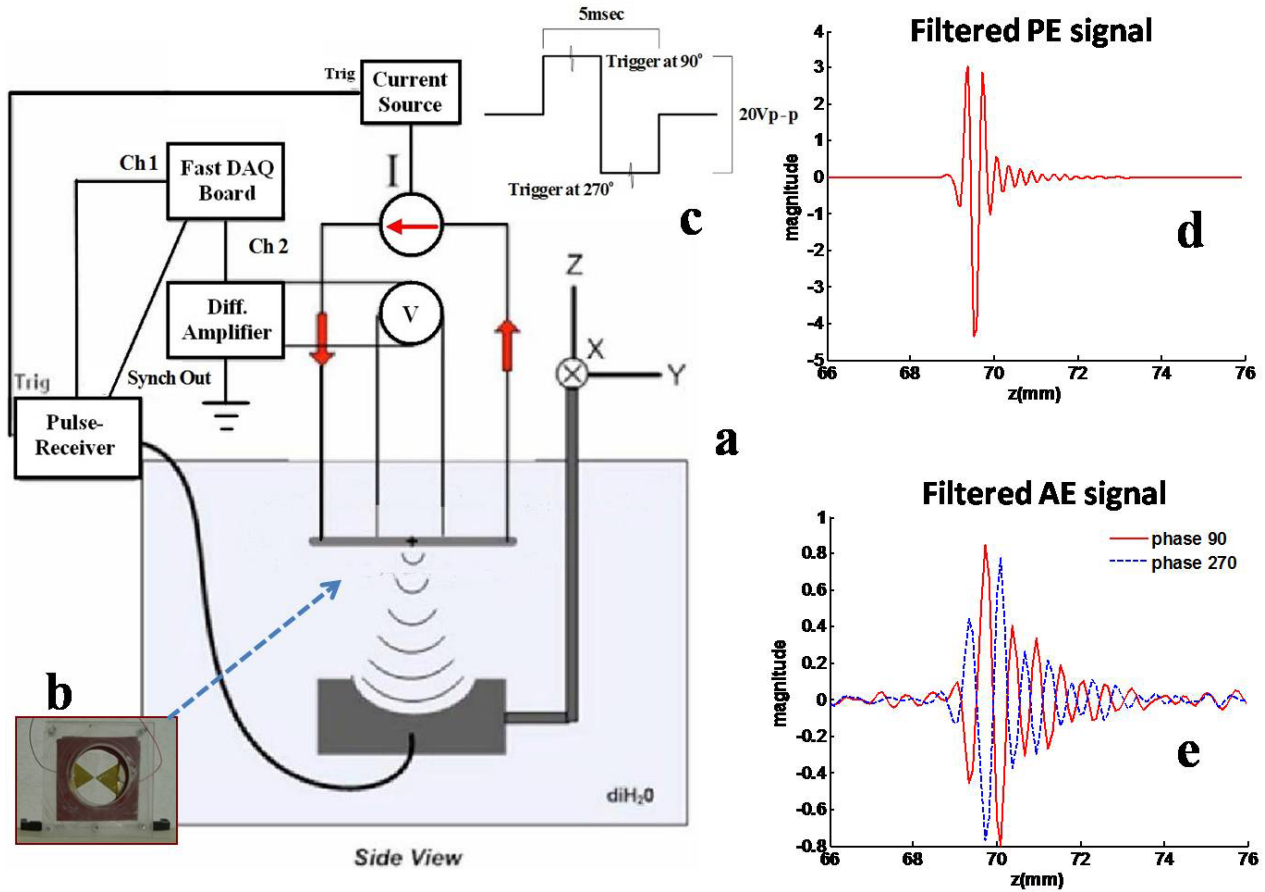 5msec
c
Trig
Current
Source
Trigger at 90°
20Vp-p
Trigger at 270°
Ch 1
Fast DAQ
Board
I
Ch 2
Diff.
Amplifier
V
Synch Out
Trig
Pulse-
Receiver
Z
X
Y
a
b
diH₂0
Side View
Filtered PE signal
magnitude
4
3
2
1
0
-1
-2
-3
-4
-5
66
68
70
72
74
76
z(mm)
d
Filtered AE signal
phase 90
phase 270
magnitude
1
0.8
0.6
0.4
0.2
0
-0.2
-0.4
-0.6
-0.8
66
68
70
72
74
76
z(mm)
e